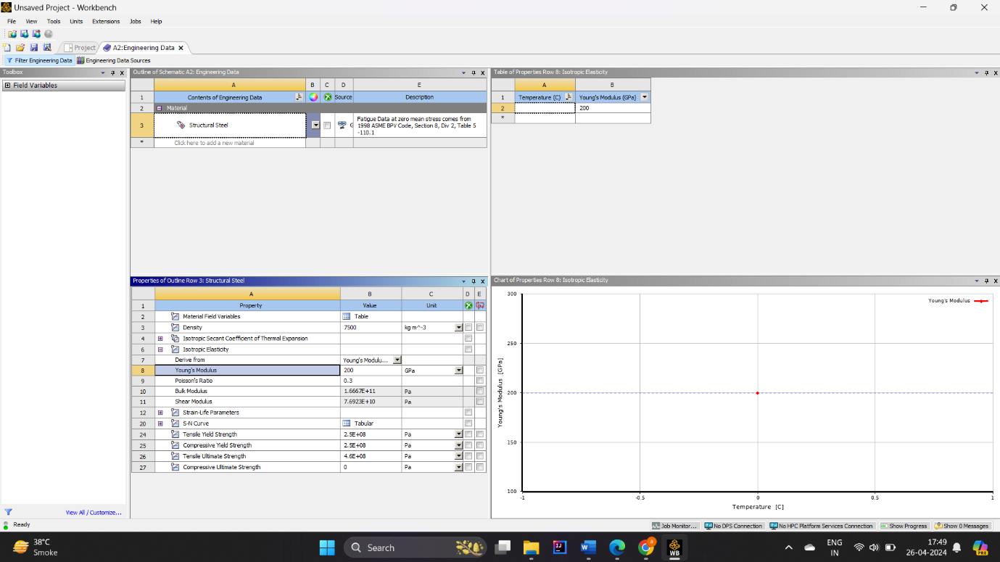 Unsaved Project - Workbench
File View Tools Units Extensions Jobs Help
Project A2:Engineering Data
Filter Engineering Data Engineering Data Sources
Toolbox
Field Variables
View All / Customize...
Outline of Schematic A2: Engineering Data
A B C D E
1 Contents of Engineering Data Source Description
2 Material
3 Structural Steel Fatigue Data at zero mean stress comes from
1998 ASME BPV Code, Section 8, Div 2, Table 5
-110.1
* Click here to add a new material
Table of Properties Row 8: Isotropic Elasticity
A B
1 Temperature (C) Young's Modulus (GPa)
2 200
*
Properties of Outline Row 3: Structural Steel
A B C D E
1 Property Value Unit
2 Material Field Variables Table
3 Density 7500 kg m^-3
4 Isotropic Secant Coefficient of Thermal Expansion
6 Isotropic Elasticity
7 Derive from Young's Modulu...
8 Young's Modulus 200 GPa
9 Poisson's Ratio 0.3
10 Bulk Modulus 1.6667E+11 Pa
11 Shear Modulus 7.6923E+10 Pa
12 Strain-Life Parameters
20 S-N Curve Tabular
24 Tensile Yield Strength 2.5E+08 Pa
25 Compressive Yield Strength 2.5E+08 Pa
26 Tensile Ultimate Strength 4.6E+08 Pa
27 Compressive Ultimate Strength 0 Pa
Chart of Properties Row 8: Isotropic Elasticity
Young's Modulus
300
250
200
150
100
Young's Modulus [GPa]
-1 -0.5 0 0.5 1
Temperature [C]
Ready
Job Monitor... No DPS Connection No HPC Platform Services Connection Show Progress Show 0 Messages
38°C
Smoke
Search
IJ
W
WB
ENG
IN
17:49
26-04-2024
PRE